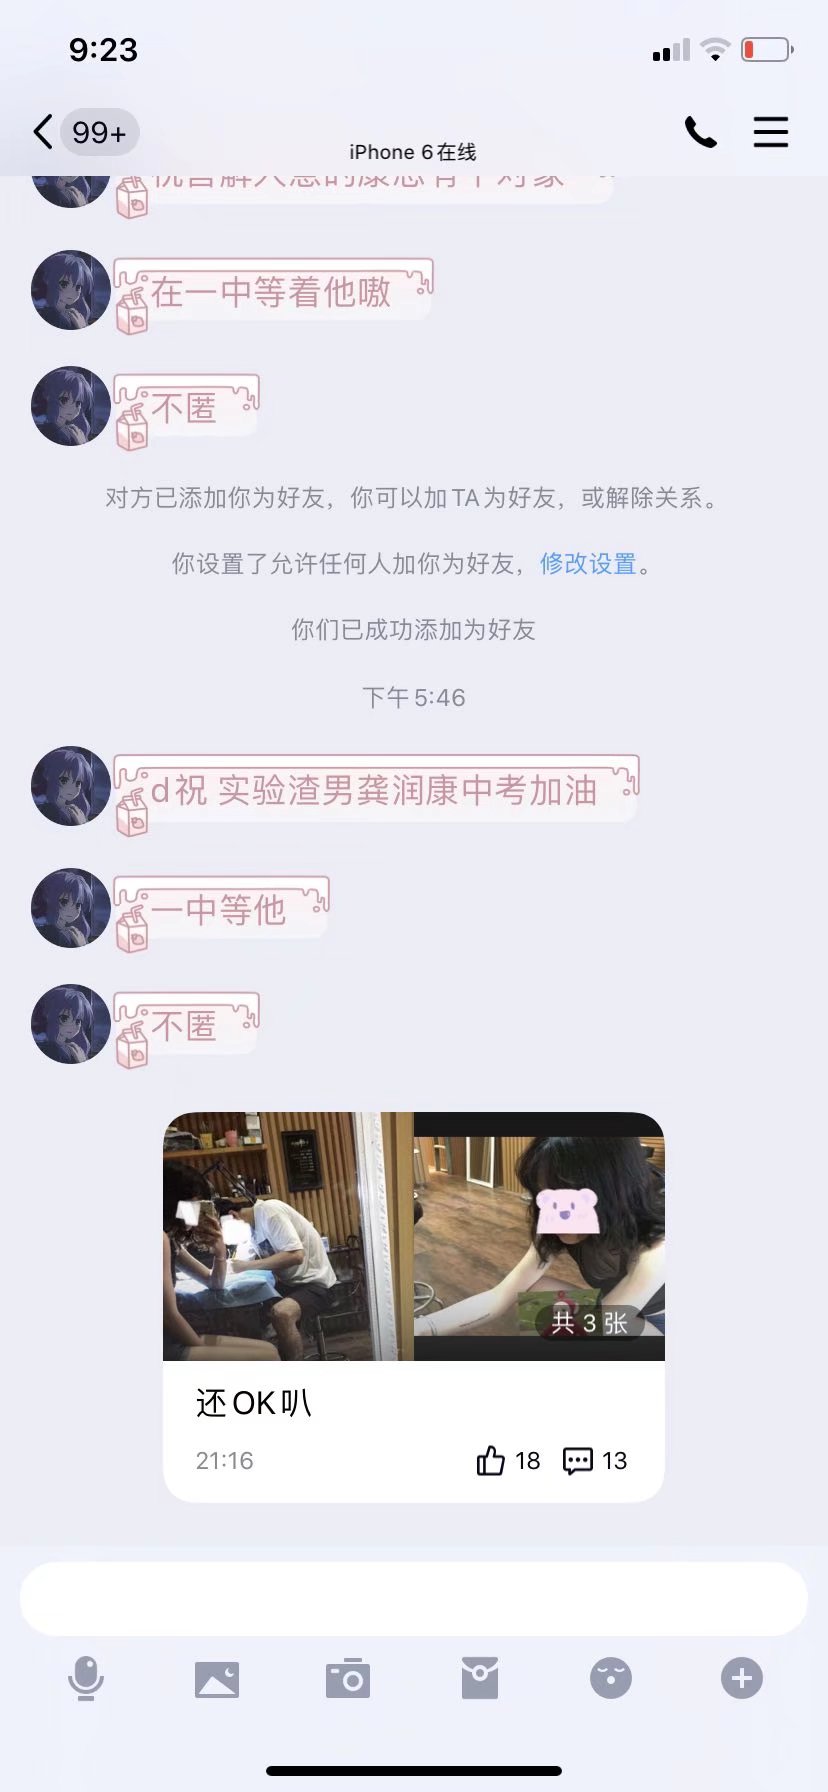 9:23
99+
iPhone 6在线
在一中等着他嗷
不匿
对方已添加你为好友，你可以加TA为好友，或解除关系。
你设置了允许任何人加你为好友，修改设置。
你们已成功添加为好友
下午5:46
d祝 实验渣男龚润康中考加油
一中等他
不匿
共 3 张
还OK叭
21:16
18
13